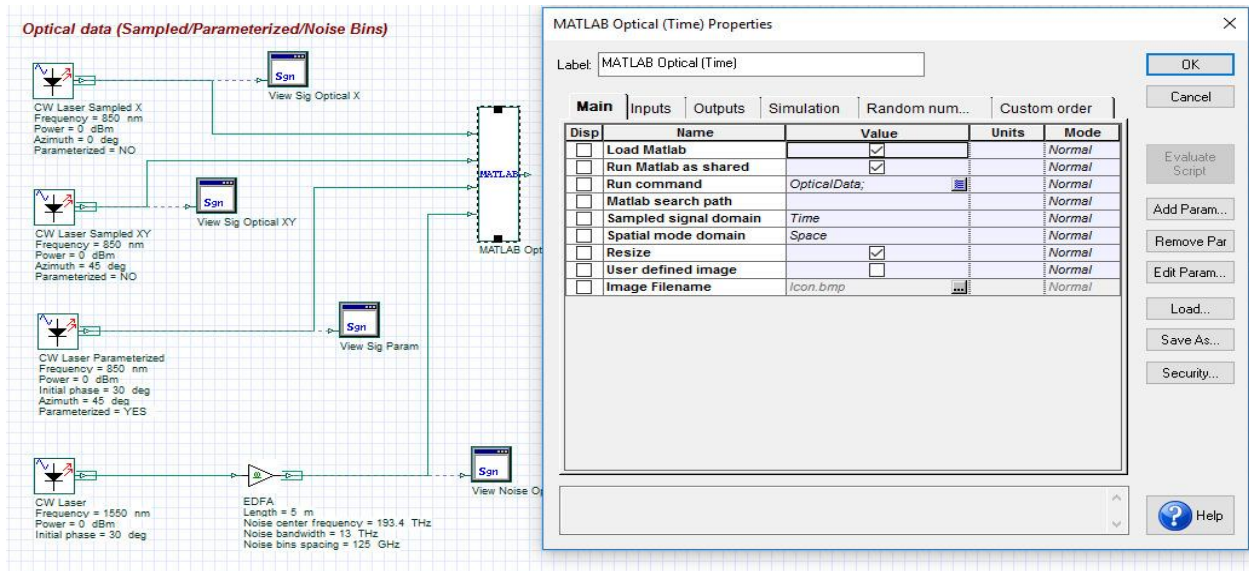 Optical data (Sampled/Parameterized/Noise Bins)
Sgn
View Sig Optical X
CW Laser Sampled X
Frequency = 850 nm
Power = 0 dBm
Azimuth = 0 deg
Parameterized = NO
Sgn
View Sig Optical XY
CW Laser Sampled XY
Frequency = 850 nm
Power = 0 dBm
Azimuth = 45 deg
Parameterized = NO
MATLAB
MATLAB Opt
Sgn
View Sig Param
CW Laser Parameterized
Frequency = 850 nm
Power = 0 dBm
Initial phase = 30 deg
Azimuth = 45 deg
Parameterized = YES
CW Laser
Frequency = 1550 nm
Power = 0 dBm
Initial phase = 30 deg
EDFA
Length = 5 m
Noise center frequency = 193.4 THz
Noise bandwidth = 13 THz
Noise bins spacing = 125 GHz
Sgn
View Noise Op
MATLAB Optical (Time) Properties
Label: MATLAB Optical (Time)
Main Inputs Outputs Simulation Random num... Custom order
Disp Name Value Units Mode
Load Matlab Normal
Run Matlab as shared Normal
Run command OpticalData; Normal
Matlab search path Normal
Sampled signal domain Time Normal
Spatial mode domain Space Normal
Resize Normal
User defined image Normal
Image Filename Icon.bmp ... Normal
OK
Cancel
Evaluate
Script
Add Param...
Remove Par
Edit Param...
Load...
Save As...
Security...
Help